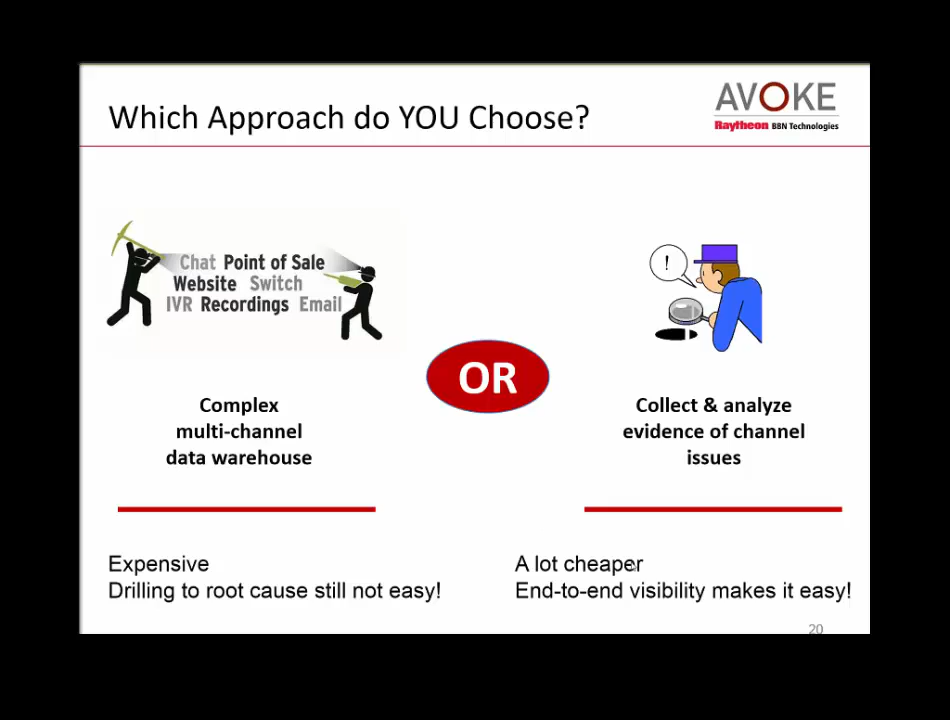 Which Approach do YOU Choose?
AVOKE
Raytheon BBN Technologies
Chat Point of Sale
Website Switch
IVR Recordings Email
!
OR
Complex
multi-channel
data warehouse
Collect & analyze
evidence of channel
issues
Expensive
Drilling to root cause still not easy!
A lot cheaper
End-to-end visibility makes it easy!
20